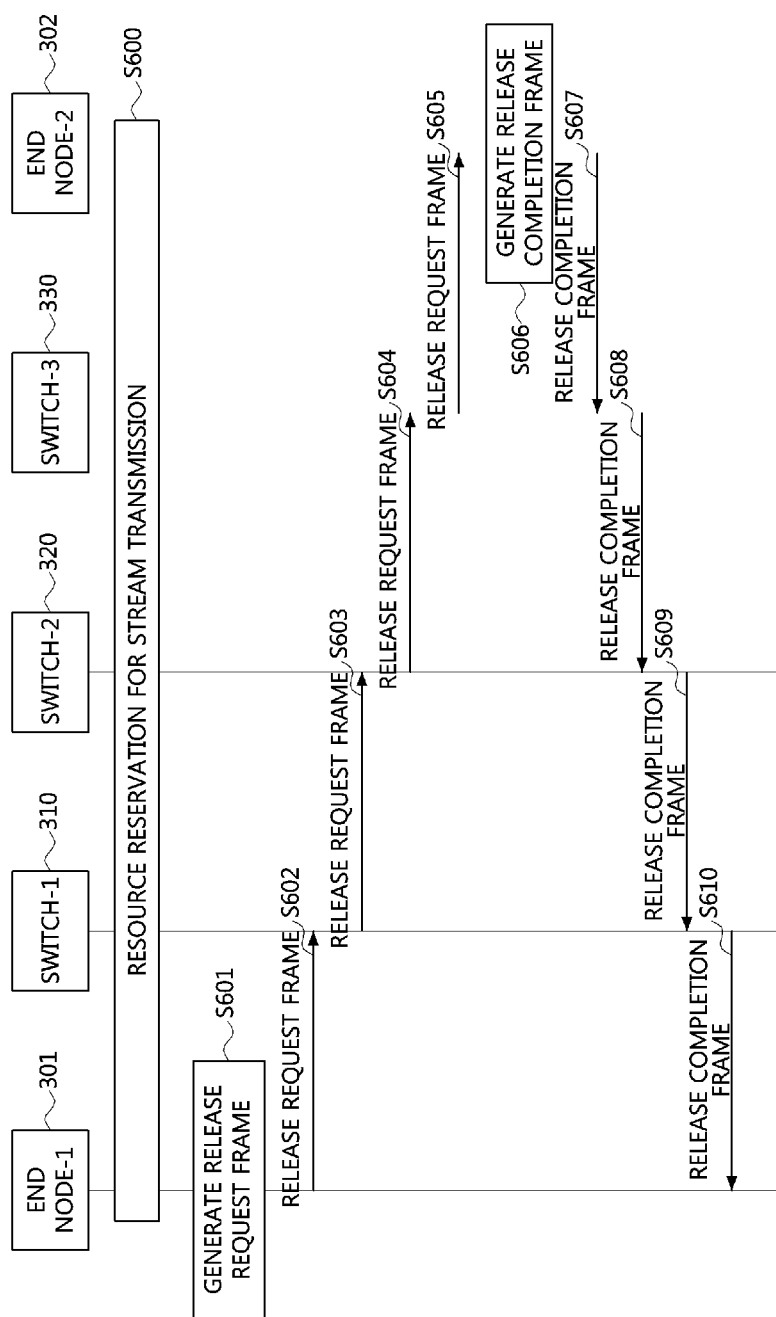 END
NODE-1
301
SWITCH-1
310
SWITCH-2
320
SWITCH-3
330
END
NODE-2
302
RESOURCE RESERVATION FOR STREAM TRANSMISSION
S600
GENERATE RELEASE
REQUEST FRAME
S601
RELEASE REQUEST FRAME
S602
RELEASE REQUEST FRAME
S603
RELEASE REQUEST FRAME
S604
RELEASE REQUEST FRAME
S605
GENERATE RELEASE
COMPLETION FRAME
S606
RELEASE COMPLETION
FRAME
S607
RELEASE COMPLETION
FRAME
S608
RELEASE COMPLETION
FRAME
S609
RELEASE COMPLETION
FRAME
S610